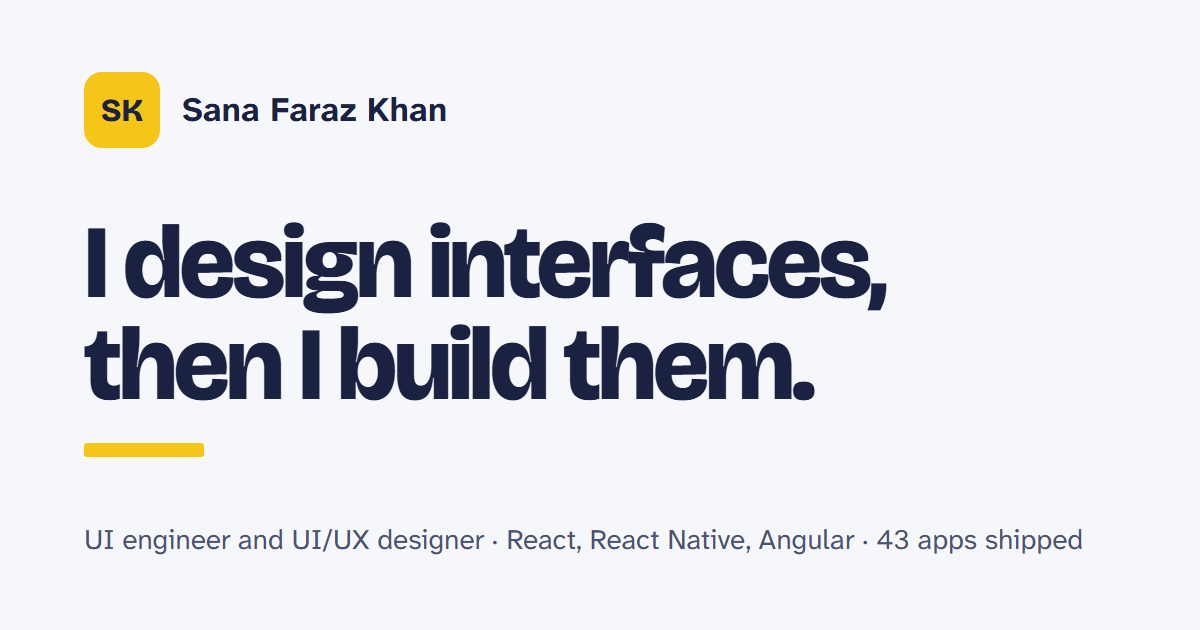 SK
Sana Faraz Khan
I design interfaces,
then I build them.
UI engineer and UI/UX designer · React, React Native, Angular · 43 apps shipped